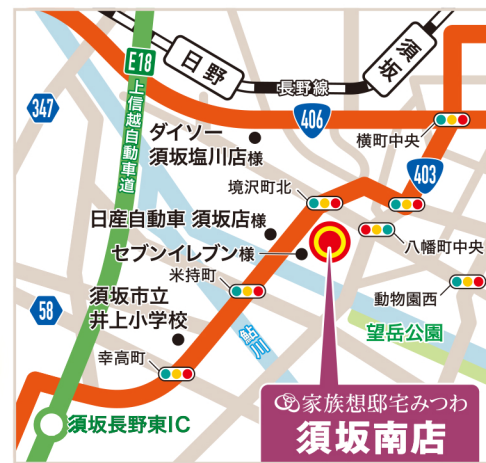 E18
上信越自動車道
日野
須坂
長野線
347
406
403
横町中央
ダイソー
須坂塩川店様
境沢町北
日産自動車 須坂店様
セブンイレブン様
八幡町中央
米持町
動物園西
58
須坂市立
井上小学校
鮎川
望岳公園
幸高町
須坂長野東IC
家族想邸宅みつわ
須坂南店